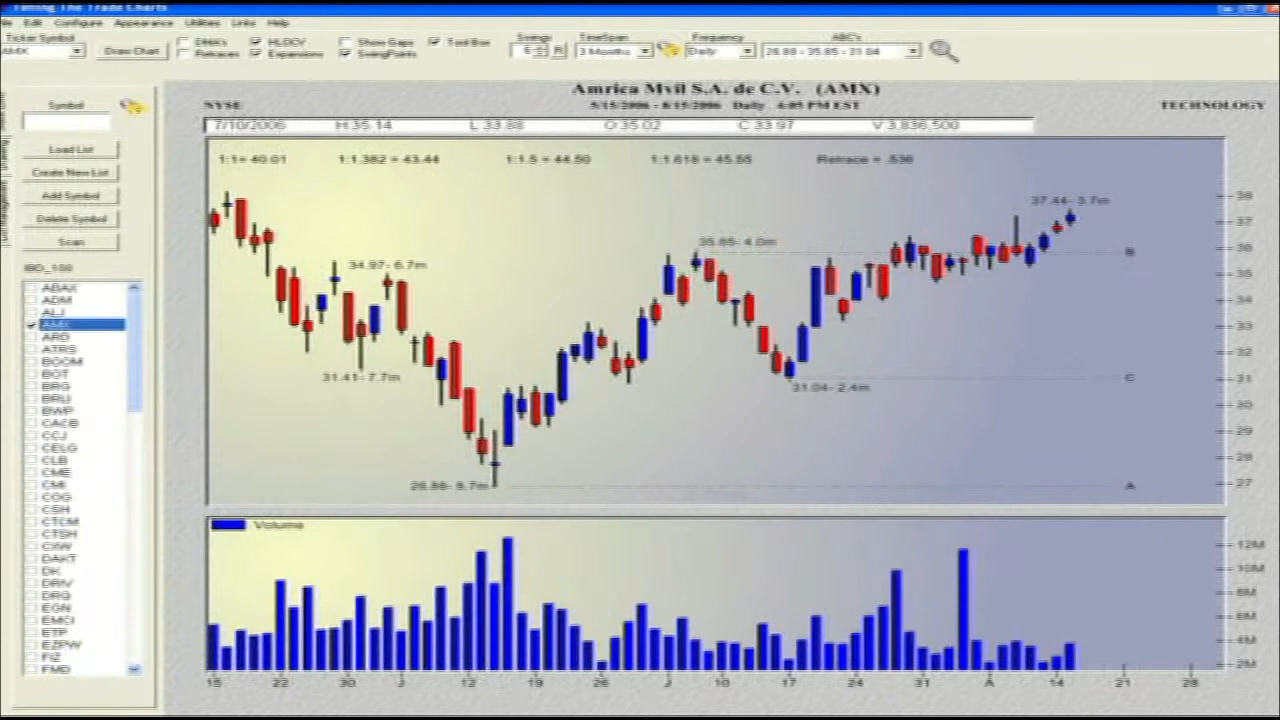 Timing The Trade Charts
Edit Configure Appearance Utilities Links Help
Ticker Symbol
AMX
Draw Chart
DMA's
Retraces
HLOCV
Expansions
Show Gaps
SwingPoints
Tool Box
Swings
6
R
TimeSpan
3 Months
Frequency
Daily
ABC's
26.88 - 35.85 - 31.04
Symbol
Load List
Create New List
Add Symbol
Delete Symbol
Scan
IBD_100
ABAX
ADM
ALJ
AMX
ARD
ATRS
BOOM
BOT
BRG
BRU
BWP
CACB
CCJ
CELG
CLB
CME
CMI
COG
CSH
CTCM
CTSH
CXW
DAKT
DK
DRIV
DRQ
EGN
EMCI
ETP
EZPW
FIZ
FMD
Amrica Mvil S.A. de C.V. (AMX)
NYSE
5/15/2006 - 8/15/2006 Daily 4:05 PM EST
TECHNOLOGY
7/10/2006 H:35.14 L:33.88 O:35.02 C:33.97 V:3,836,500
1:1= 40.01 1:1.382 = 43.44 1:1.5 = 44.50 1:1.618 = 45.55 Retrace = .536
37.44- 3.7m
35.85- 4.0m
34.97- 6.7m
31.41- 7.7m
31.04- 2.4m
26.88- 8.7m
B
C
A
38
37
36
35
34
33
32
31
30
29
28
27
Volume
12M
10M
8M
6M
4M
2M
15 22 30 J 12 19 26 J 10 17 24 31 A 14 21 28